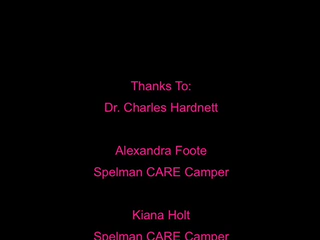 Thanks To:
Dr. Charles Hardnett
Alexandra Foote
Spelman CARE Camper
Kiana Holt
Spelman CARE Camper